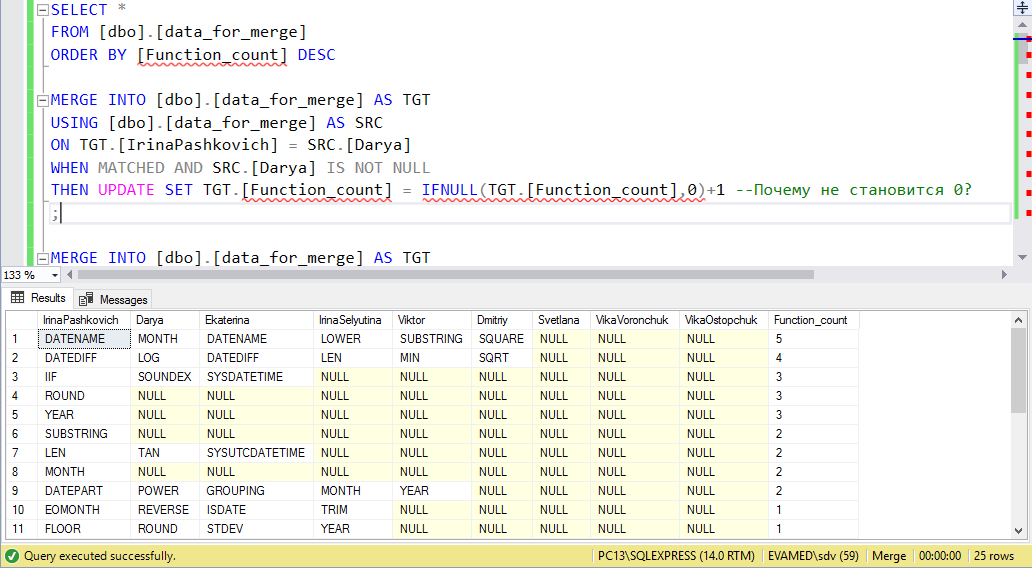 SELECT *
FROM [dbo].[data_for_merge]
ORDER BY [Function_count] DESC
MERGE INTO [dbo].[data_for_merge] AS TGT
USING [dbo].[data_for_merge] AS SRC
ON TGT.[IrinaPashkovich] = SRC.[Darya]
WHEN MATCHED AND SRC.[Darya] IS NOT NULL
THEN UPDATE SET TGT.[Function_count] = IFNULL(TGT.[Function_count],0)+1 --Почему не становится 0?
;
MERGE INTO [dbo].[data_for_merge] AS TGT
133 %
Results Messages
IrinaPashkovich Darya Ekaterina IrinaSelyutina Viktor Dmitriy Svetlana VikaVoronchuk VikaOstopchuk Function_count
1 DATENAME MONTH DATENAME LOWER SUBSTRING SQUARE NULL NULL NULL 5
2 DATEDIFF LOG DATEDIFF LEN MIN SQRT NULL NULL NULL 4
3 IIF SOUNDEX SYSDATETIME NULL NULL NULL NULL NULL NULL 3
4 ROUND NULL NULL NULL NULL NULL NULL NULL NULL 3
5 YEAR NULL NULL NULL NULL NULL NULL NULL NULL 3
6 SUBSTRING NULL NULL NULL NULL NULL NULL NULL NULL 2
7 LEN TAN SYSUTCDATETIME NULL NULL NULL NULL NULL NULL 2
8 MONTH NULL NULL NULL NULL NULL NULL NULL NULL 2
9 DATEPART POWER GROUPING MONTH YEAR NULL NULL NULL NULL 2
10 EOMONTH REVERSE ISDATE TRIM NULL NULL NULL NULL NULL 1
11 FLOOR ROUND STDEV YEAR NULL NULL NULL NULL NULL 1
Query executed successfully. PC13\SQLEXPRESS (14.0 RTM) EVAMED\sdv (59) Merge 00:00:00 25 rows